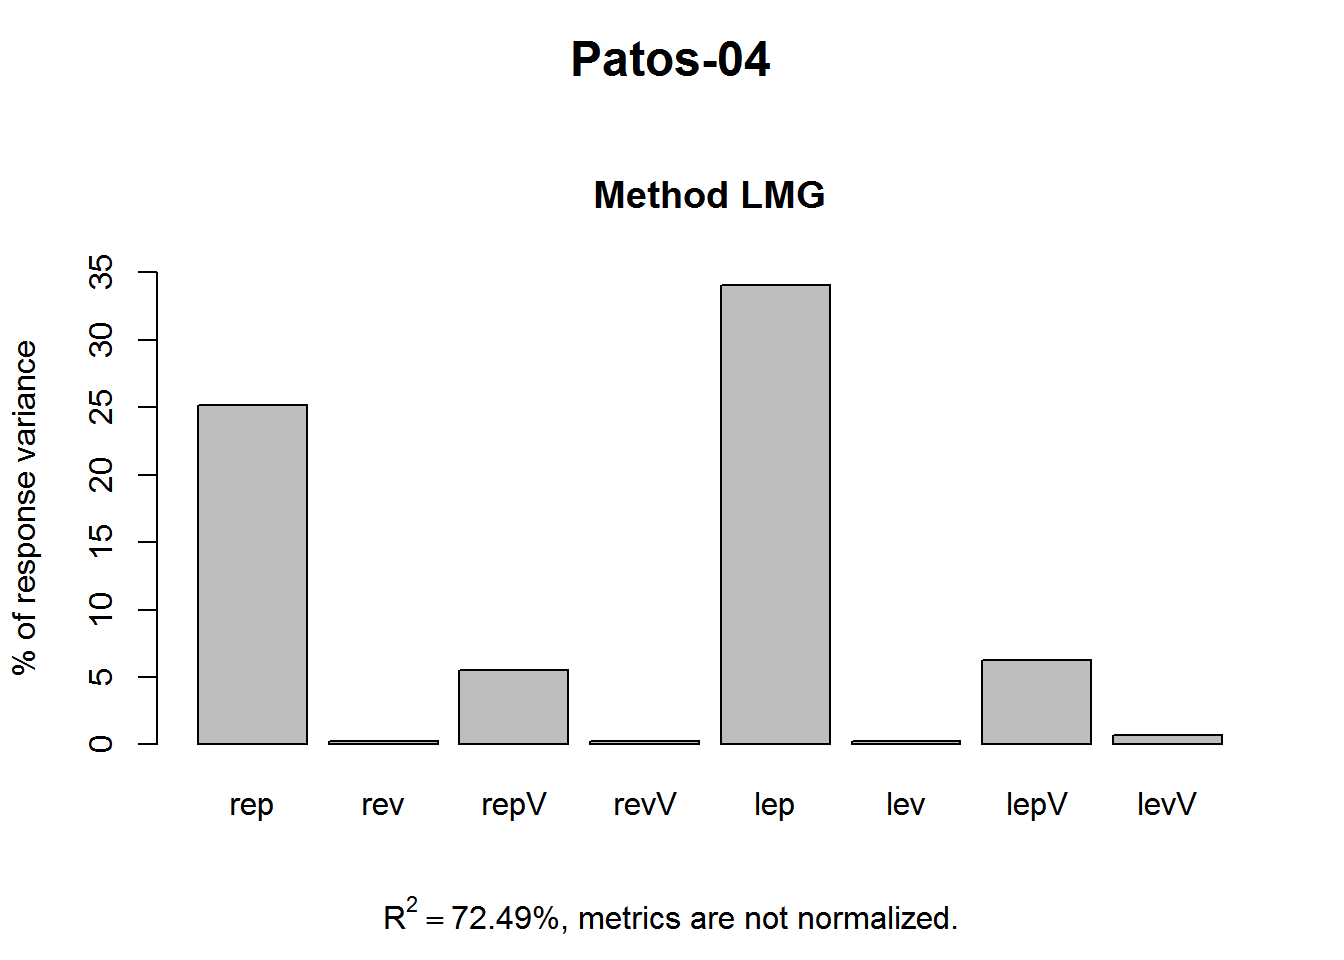 Patos-04
Method LMG
% of response variance
35
30
25
20
15
10
5
0
rep rev repV revV lep lev lepV levV
R² = 72.49%, metrics are not normalized.